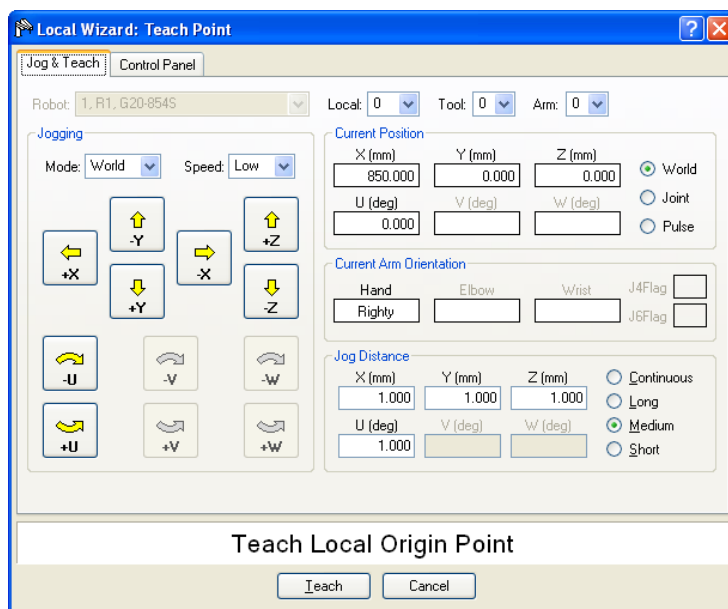 Local Wizard: Teach Point
Jog & Teach Control Panel
Robot: 1, R1, G20-854S Local: 0 Tool: 0 Arm: 0
Jogging
Mode: World Speed: Low
-Y +Z
+X -X
+Y -Z
-U -V -W
+U +V +W
Current Position
X (mm) Y (mm) Z (mm)
850.000 0.000 0.000 World
U (deg) V (deg) W (deg) Joint
0.000 Pulse
Current Arm Orientation
Hand Elbow Wrist J4Flag
Righty J6Flag
Jog Distance
X (mm) Y (mm) Z (mm) Continuous
1.000 1.000 1.000 Long
U (deg) V (deg) W (deg) Medium
1.000 Short
Teach Local Origin Point
Teach Cancel